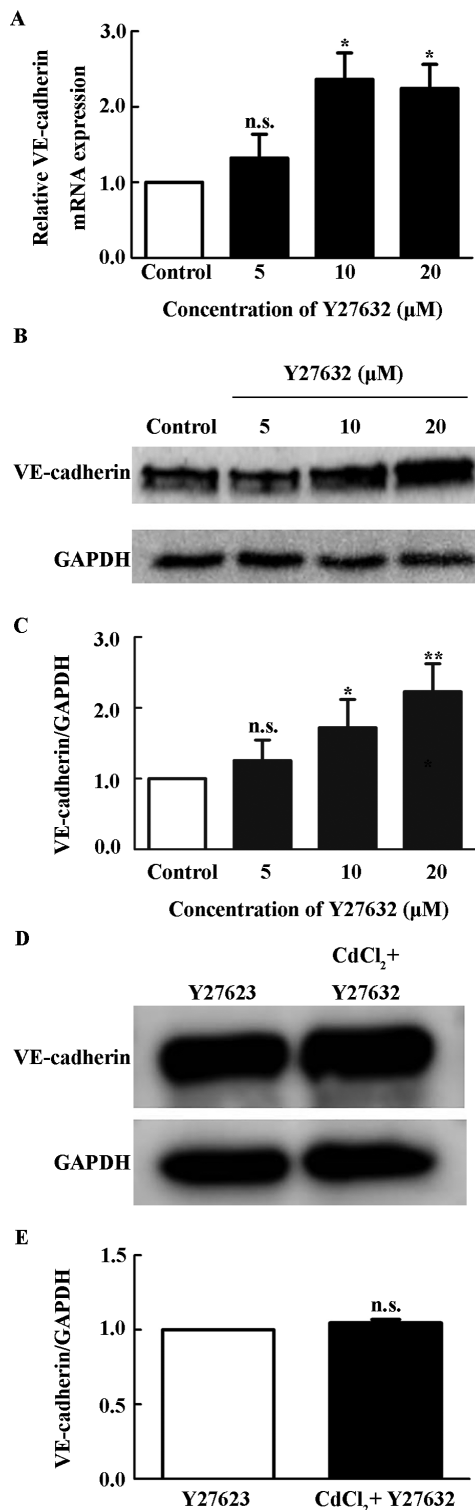 A
Relative VE-cadherin
mRNA expression
3.0
2.0
1.0
0.0
n.s.
*
*
Control 5 10 20
Concentration of Y27632 (μM)
B
Y27632 (μM)
Control 5 10 20
VE-cadherin
GAPDH
C
VE-cadherin/GAPDH
3.0
2.0
1.0
0.0
n.s.
*
**
*
Control 5 10 20
Concentration of Y27632 (μM)
D
CdCl₂+
Y27623 Y27632
VE-cadherin
GAPDH
E
VE-cadherin/GAPDH
1.5
1.0
0.5
0.0
n.s.
Y27623 CdCl₂+ Y27632